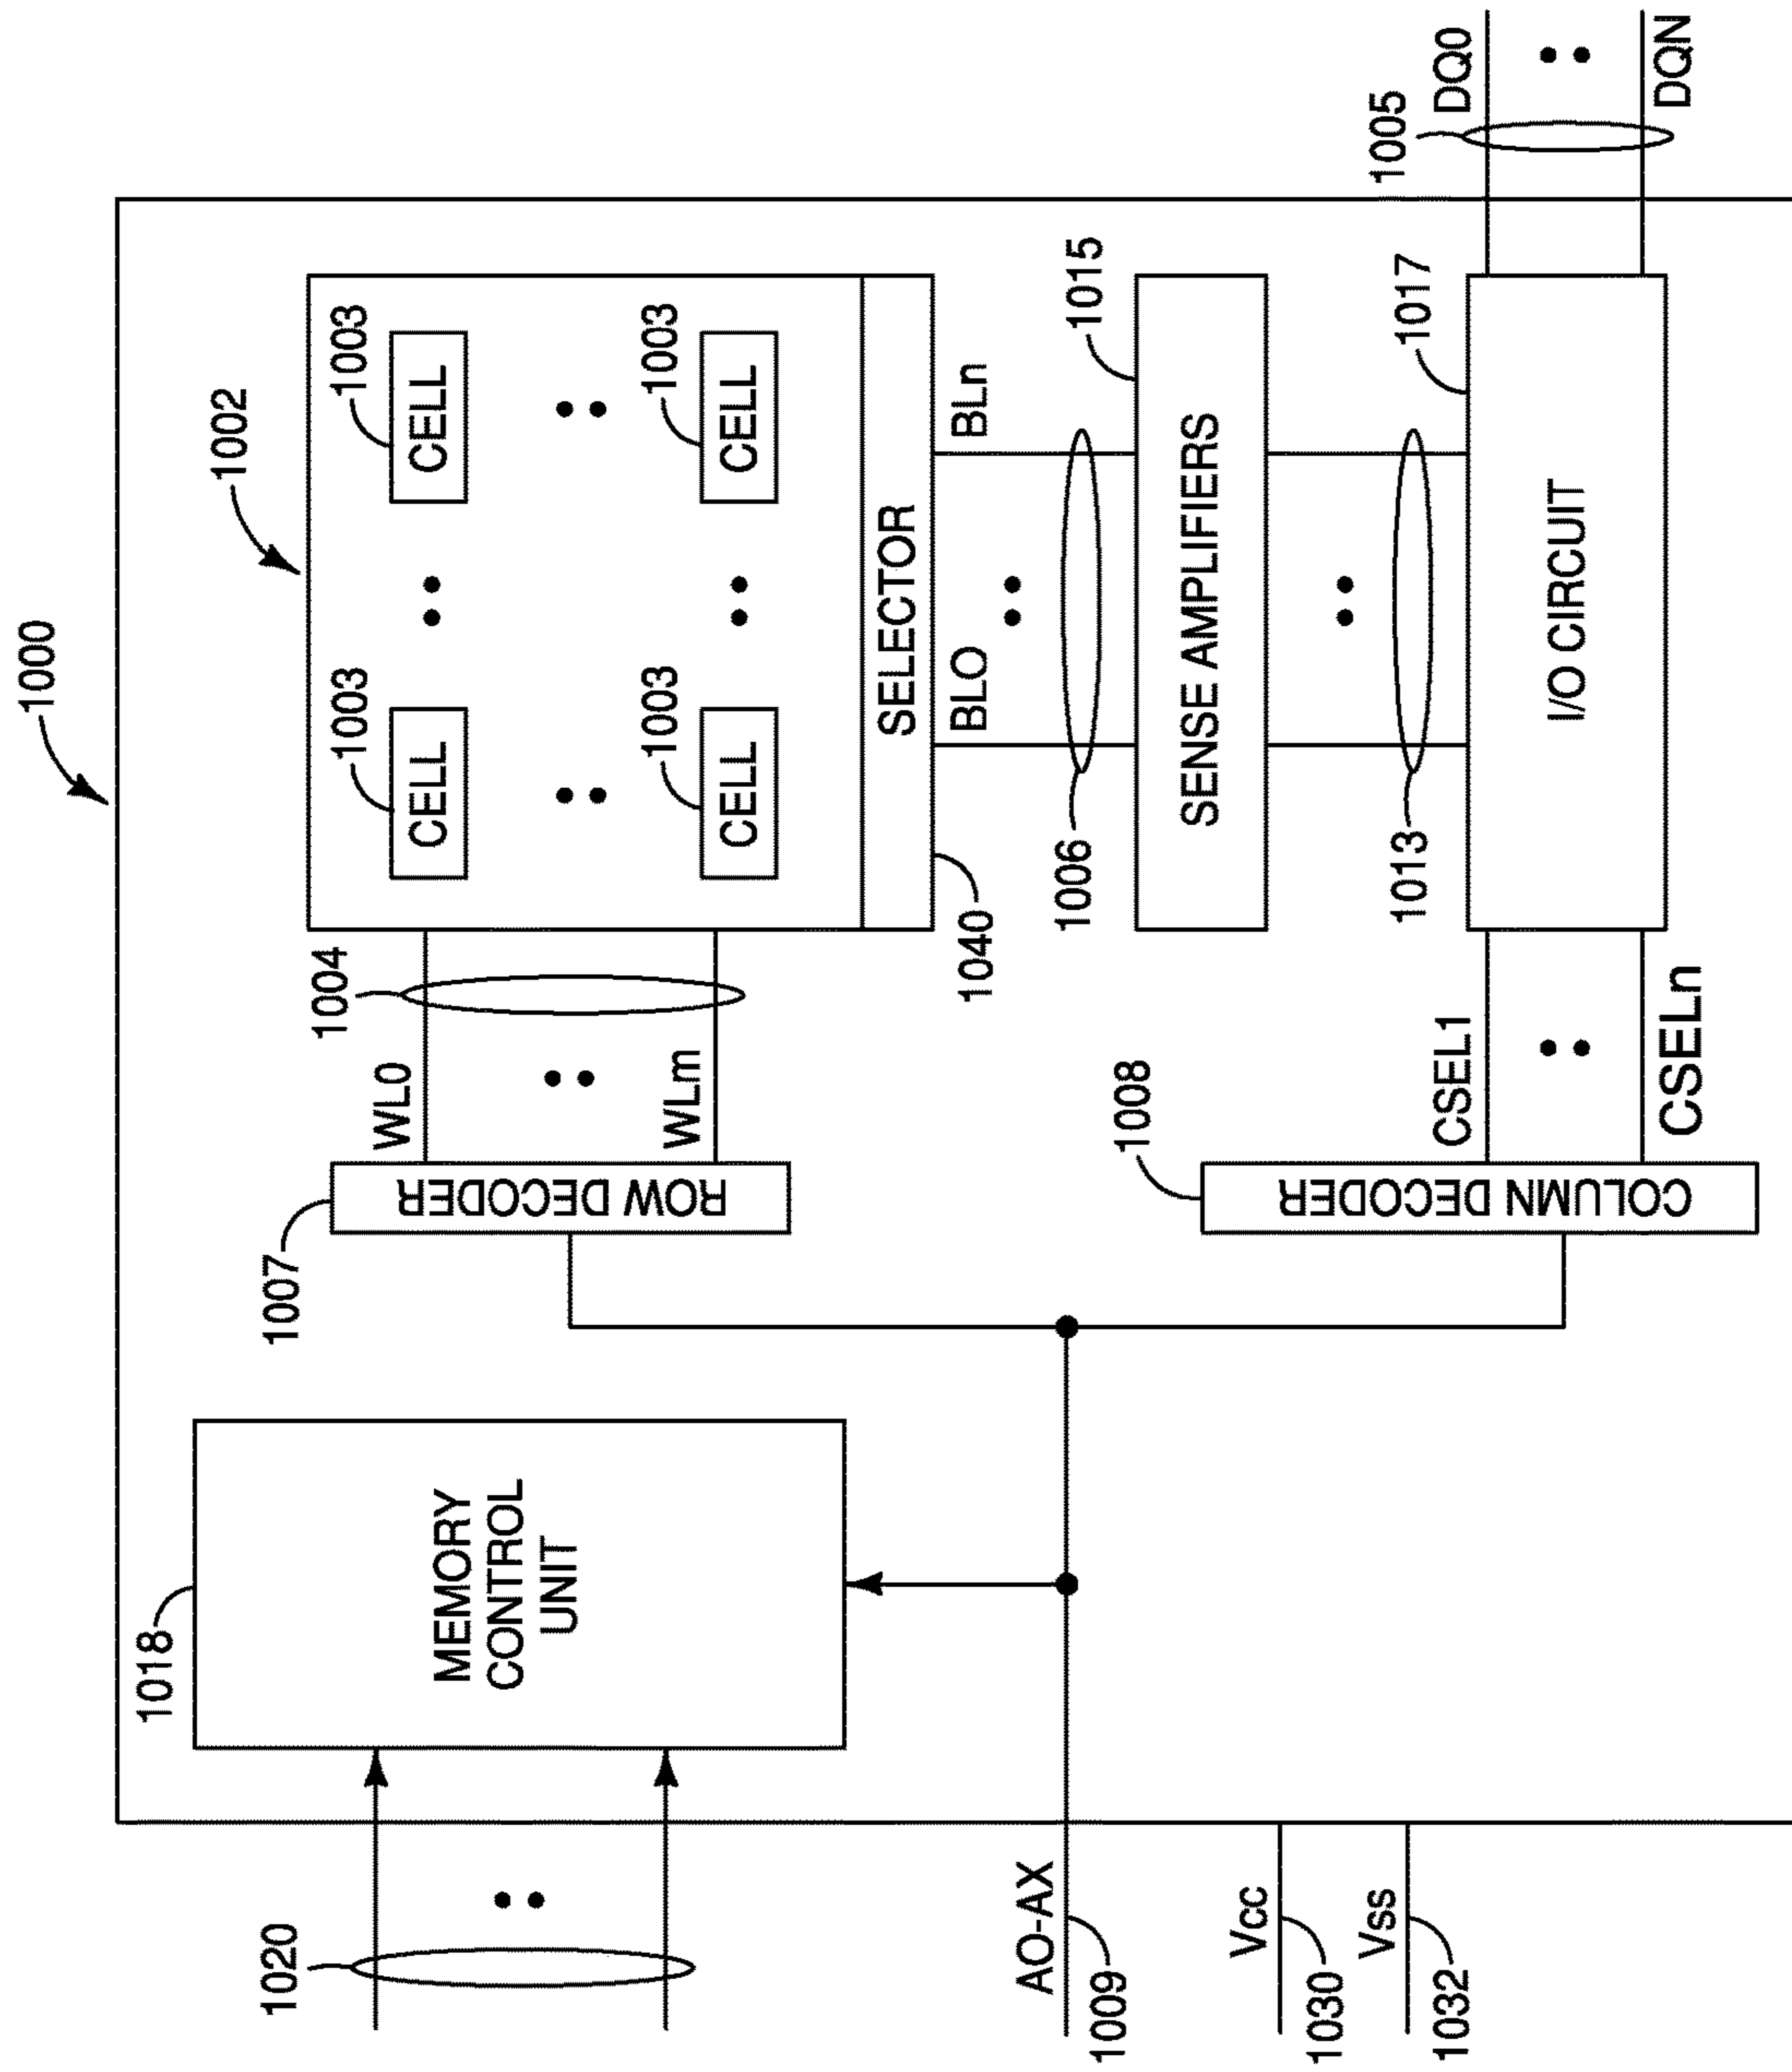 1000
1002
1003
CELL
1003
CELL
1003
CELL
1003
CELL
SELECTOR
1040
1004
WL0
WLm
1007
ROW DECODER
1018
MEMORY
CONTROL
UNIT
1020
BLO
BLn
1006
1015
SENSE AMPLIFIERS
1013
1017
I/O CIRCUIT
1005
DQ0
DQN
CSEL1
CSELn
1008
COLUMN DECODER
AO-AX
1009
Vcc
1030
Vss
1032